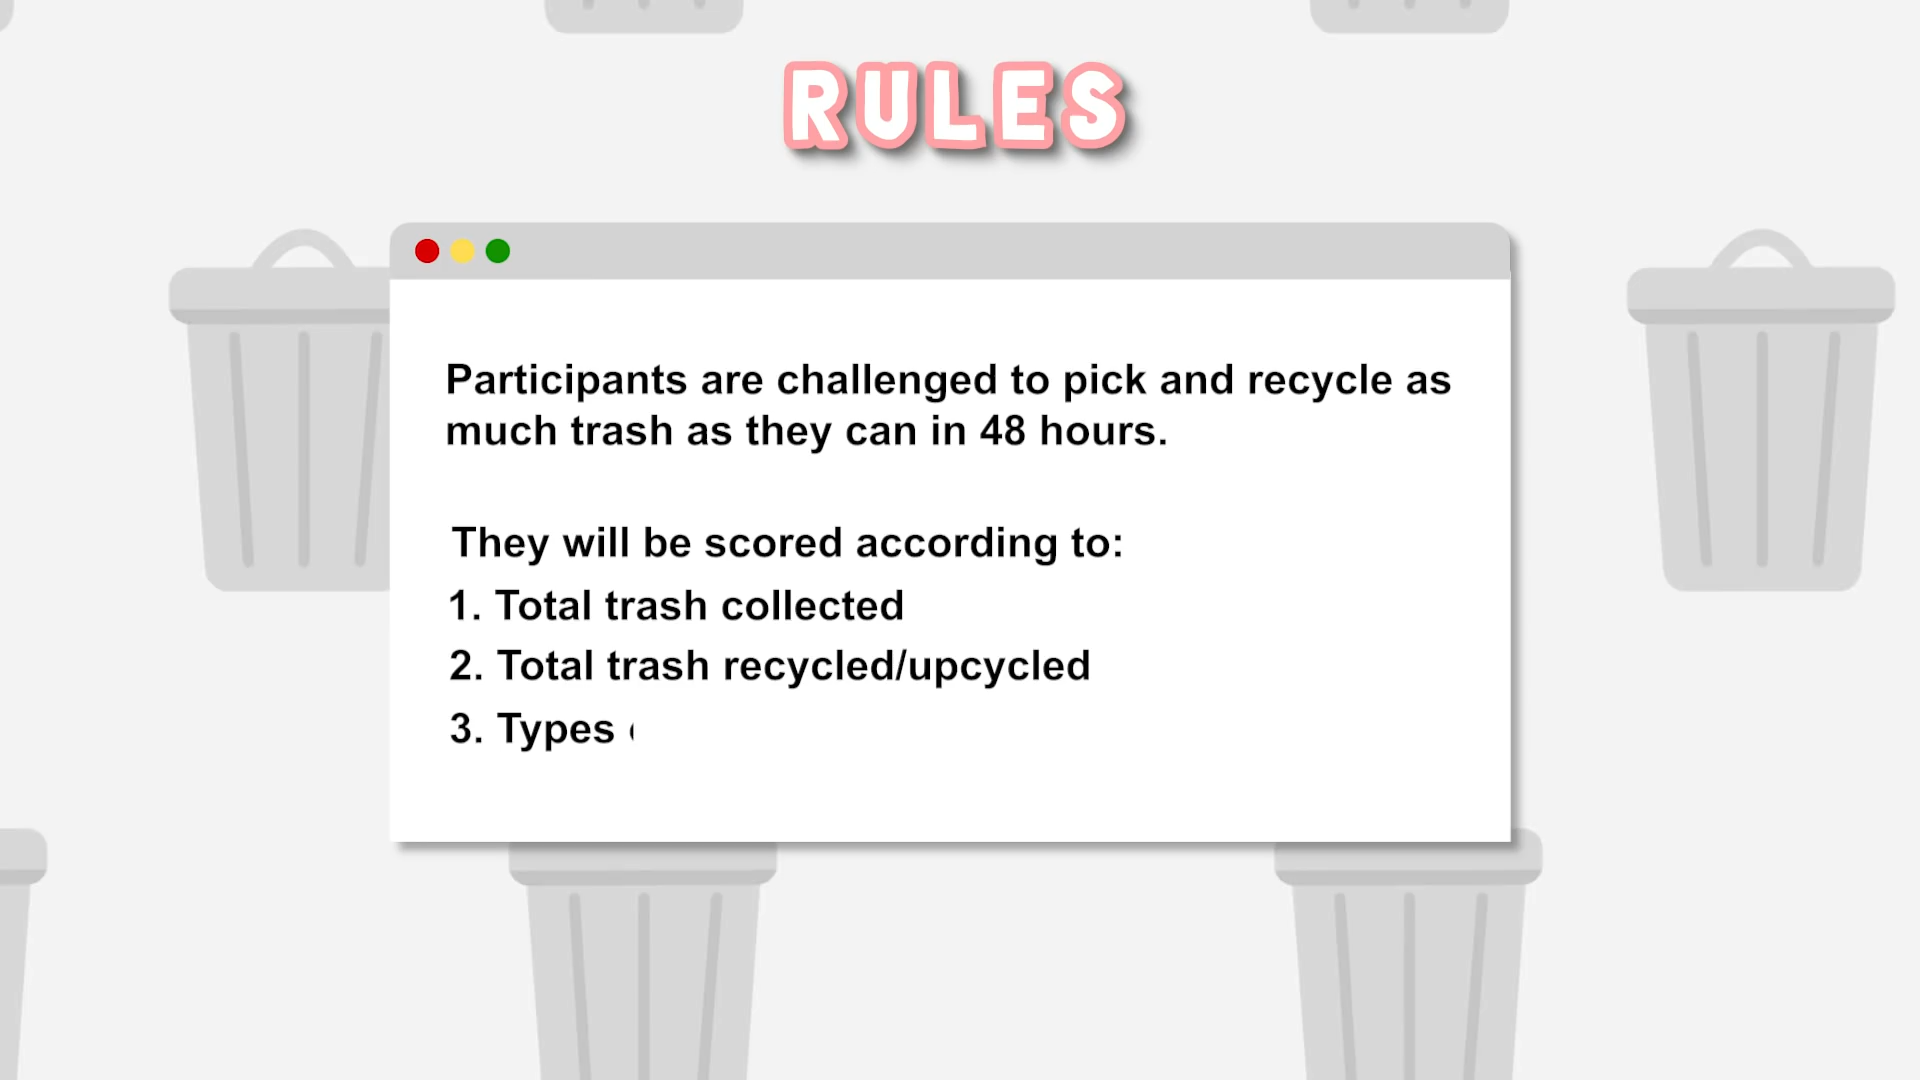 RULES
Participants are challenged to pick and recycle as
much trash as they can in 48 hours.
They will be scored according to:
1. Total trash collected
2. Total trash recycled/upcycled
3. Types